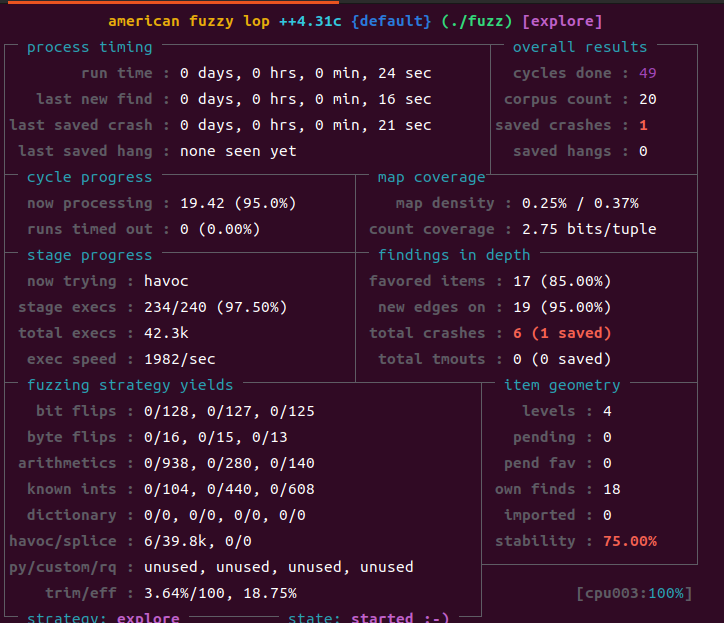 american fuzzy lop ++4.31c {default} (./fuzz) [explore]
process timing overall results
run time : 0 days, 0 hrs, 0 min, 24 sec cycles done : 49
last new find : 0 days, 0 hrs, 0 min, 16 sec corpus count : 20
last saved crash : 0 days, 0 hrs, 0 min, 21 sec saved crashes : 1
last saved hang : none seen yet saved hangs : 0
cycle progress map coverage
now processing : 19.42 (95.0%) map density : 0.25% / 0.37%
runs timed out : 0 (0.00%) count coverage : 2.75 bits/tuple
stage progress findings in depth
now trying : havoc favored items : 17 (85.00%)
stage execs : 234/240 (97.50%) new edges on : 19 (95.00%)
total execs : 42.3k total crashes : 6 (1 saved)
exec speed : 1982/sec total tmouts : 0 (0 saved)
fuzzing strategy yields item geometry
bit flips : 0/128, 0/127, 0/125 levels : 4
byte flips : 0/16, 0/15, 0/13 pending : 0
arithmetics : 0/938, 0/280, 0/140 pend fav : 0
known ints : 0/104, 0/440, 0/608 own finds : 18
dictionary : 0/0, 0/0, 0/0, 0/0 imported : 0
havoc/splice : 6/39.8k, 0/0 stability : 75.00%
py/custom/rq : unused, unused, unused, unused
trim/eff : 3.64%/100, 18.75% [cpu003:100%]
strategy: explore state: started :-)